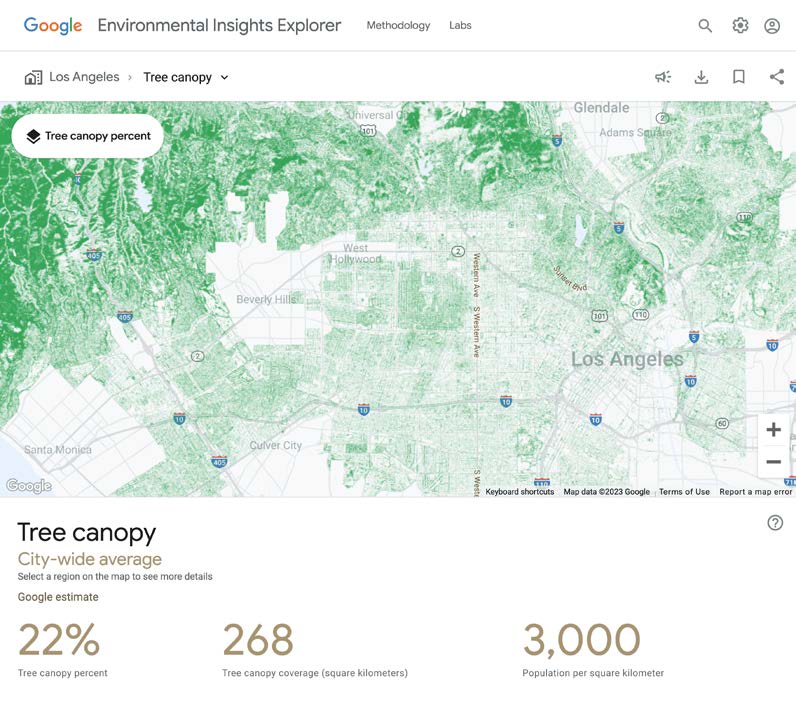 Google Environmental Insights Explorer Methodology Labs
Los Angeles › Tree canopy
Tree canopy percent
Universal
101
Glendale
2
Adams Square
5
110
5
405
West
Hollywood
2
Western Ave
Sunset Blvd
Beverly Hills
405
S Western Ave
101
110
5
10
2
Los Angeles
10
10
10
10
10
60
Santa Monica
Culver City
405
Google
110
Keyboard shortcuts Map data ©2023 Google Terms of Use Report a map error
Tree canopy
City-wide average
Select a region on the map to see more details
Google estimate
22% 268 3,000
Tree canopy percent Tree canopy coverage (square kilometers) Population per square kilometer